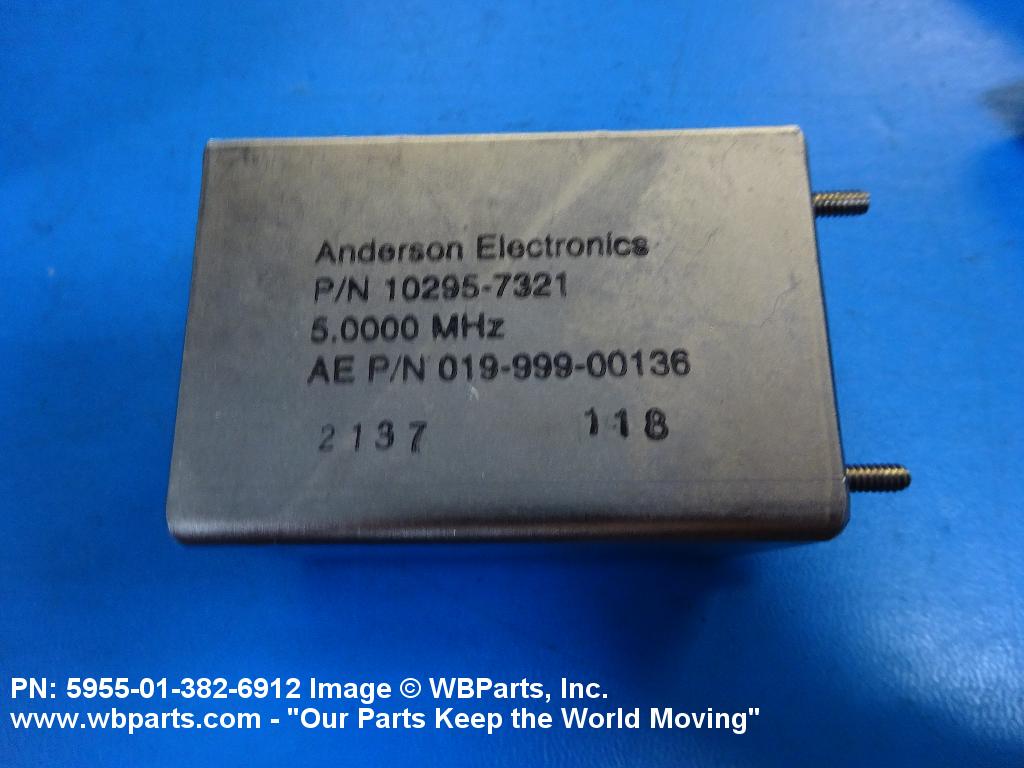 Anderson Electronics
P/N 10295-7321
5.0000 MHz
AE P/N 019-999-00136
2137 118
PN: 5955-01-382-6912 Image © WBParts, Inc.
www.wbparts.com - "Our Parts Keep the World Moving"